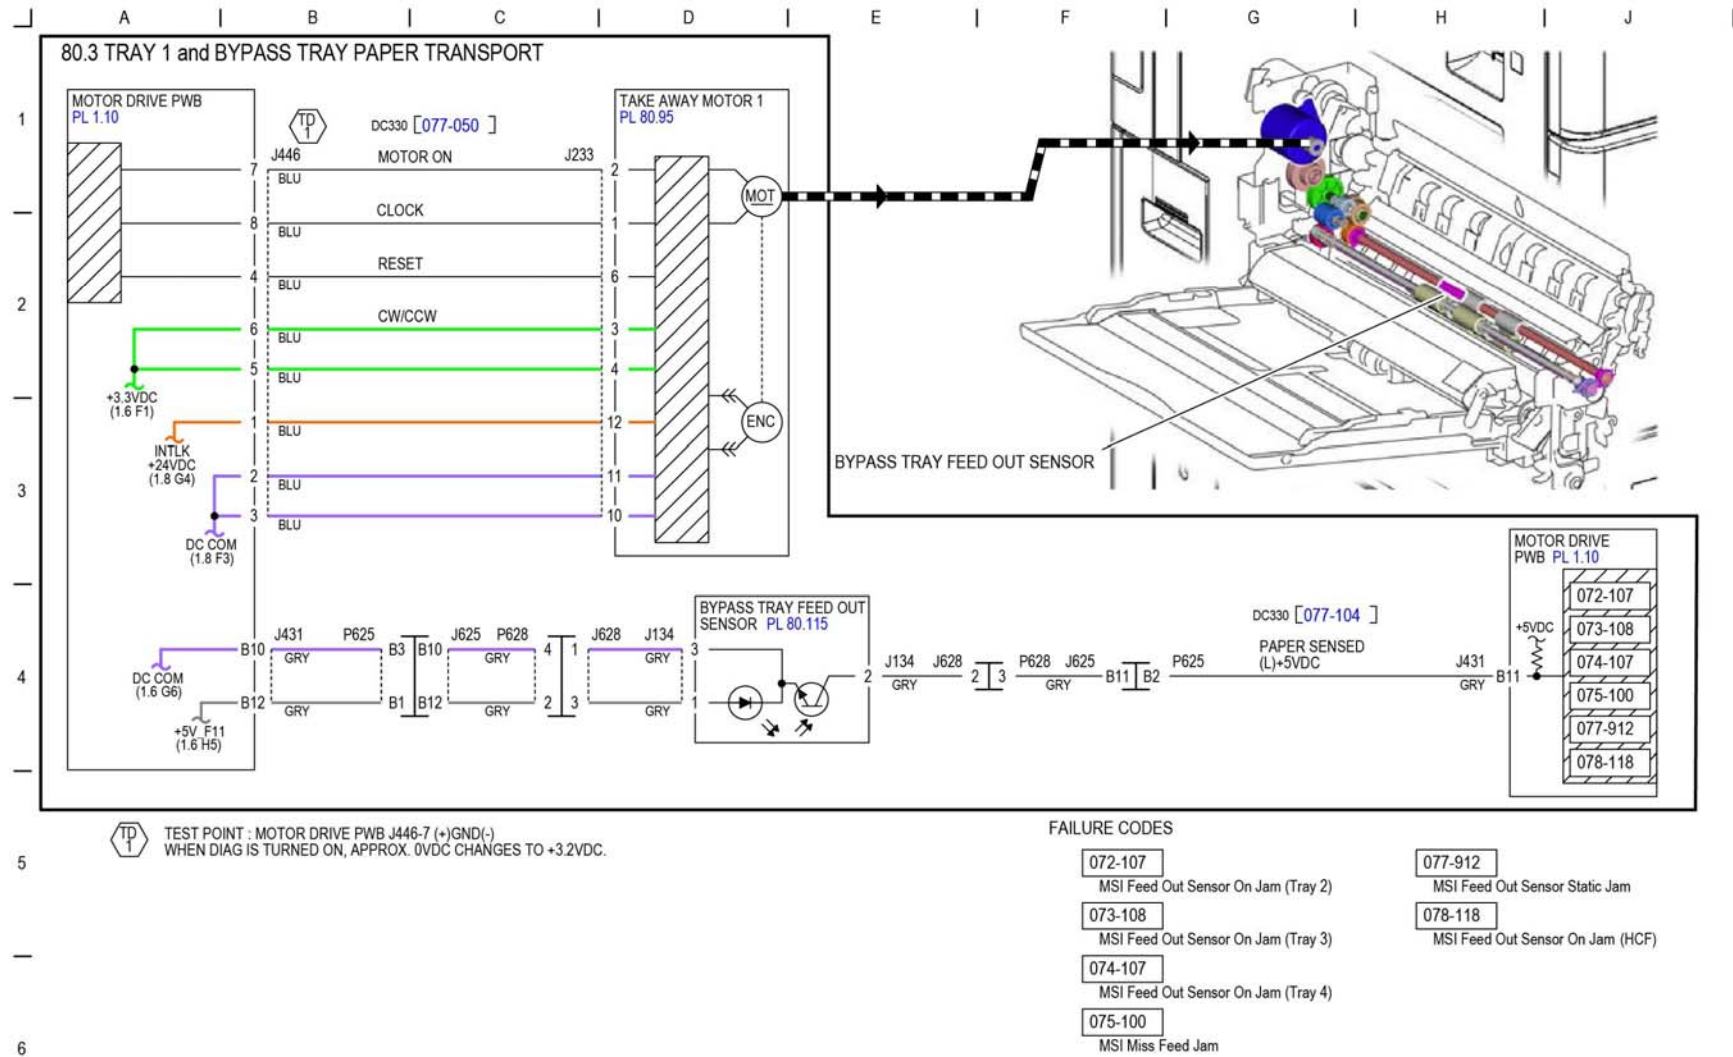 A B C D E F G H J
80.3 TRAY 1 and BYPASS TRAY PAPER TRANSPORT
1
MOTOR DRIVE PWB
PL 1.10
TP
1
DC330 [077-050 ]
TAKE AWAY MOTOR 1
PL 80.95
J446 MOTOR ON J233
7 BLU 2
MOT
CLOCK
8 BLU 1
RESET
4 BLU 6
2
CW/CCW
6 BLU 3
5 BLU 4
+3.3VDC
(1.6 F1)
1 BLU 12
ENC
INTLK
+24VDC
(1.8 G4)
2 BLU 11
3
3 BLU 10
DC COM
(1.8 F3)
BYPASS TRAY FEED OUT SENSOR
MOTOR DRIVE
PWB PL 1.10
BYPASS TRAY FEED OUT
SENSOR PL 80.115
DC330 [077-104 ]
+5VDC
072-107
073-108
074-107
075-100
077-912
078-118
4
J431 P625 J625 P628 J628 J134
B10 GRY B3 B10 GRY 4 1 GRY 3
DC COM
(1.6 G6)
B12 GRY B1 B12 GRY 2 3 GRY 1
+5V_F11
(1.6 H5)
J134 J628 P628 J625 P625 J431
2 GRY 2 3 GRY B11 B2 GRY B11
PAPER SENSED
(L)+5VDC
5
TP
1
TEST POINT : MOTOR DRIVE PWB J446-7 (+)GND(-)
WHEN DIAG IS TURNED ON, APPROX. 0VDC CHANGES TO +3.2VDC.
FAILURE CODES
072-107
MSI Feed Out Sensor On Jam (Tray 2)
073-108
MSI Feed Out Sensor On Jam (Tray 3)
074-107
MSI Feed Out Sensor On Jam (Tray 4)
075-100
MSI Miss Feed Jam
077-912
MSI Feed Out Sensor Static Jam
078-118
MSI Feed Out Sensor On Jam (HCF)
6